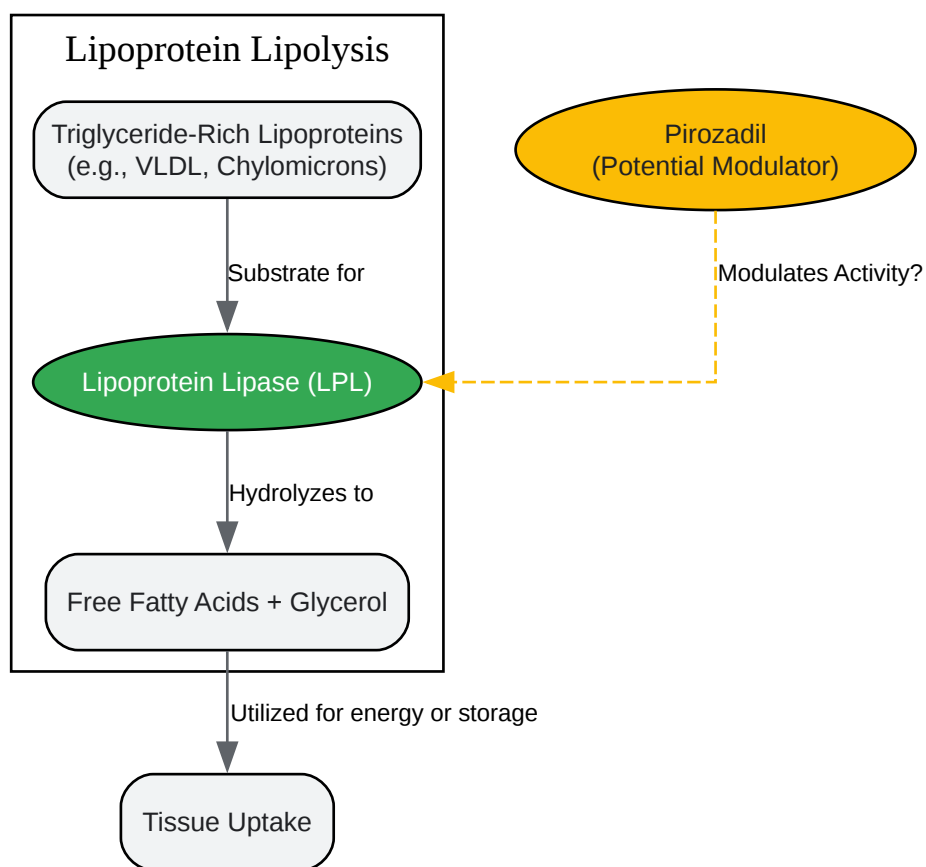 Lipoprotein Lipolysis
Triglyceride-Rich Lipoproteins
(e.g., VLDL, Chylomicrons)
Pirozadil
(Potential Modulator)
Substrate for
Modulates Activity?
Lipoprotein Lipase (LPL)
Hydrolyzes to
Free Fatty Acids + Glycerol
Utilized for energy or storage
Tissue Uptake